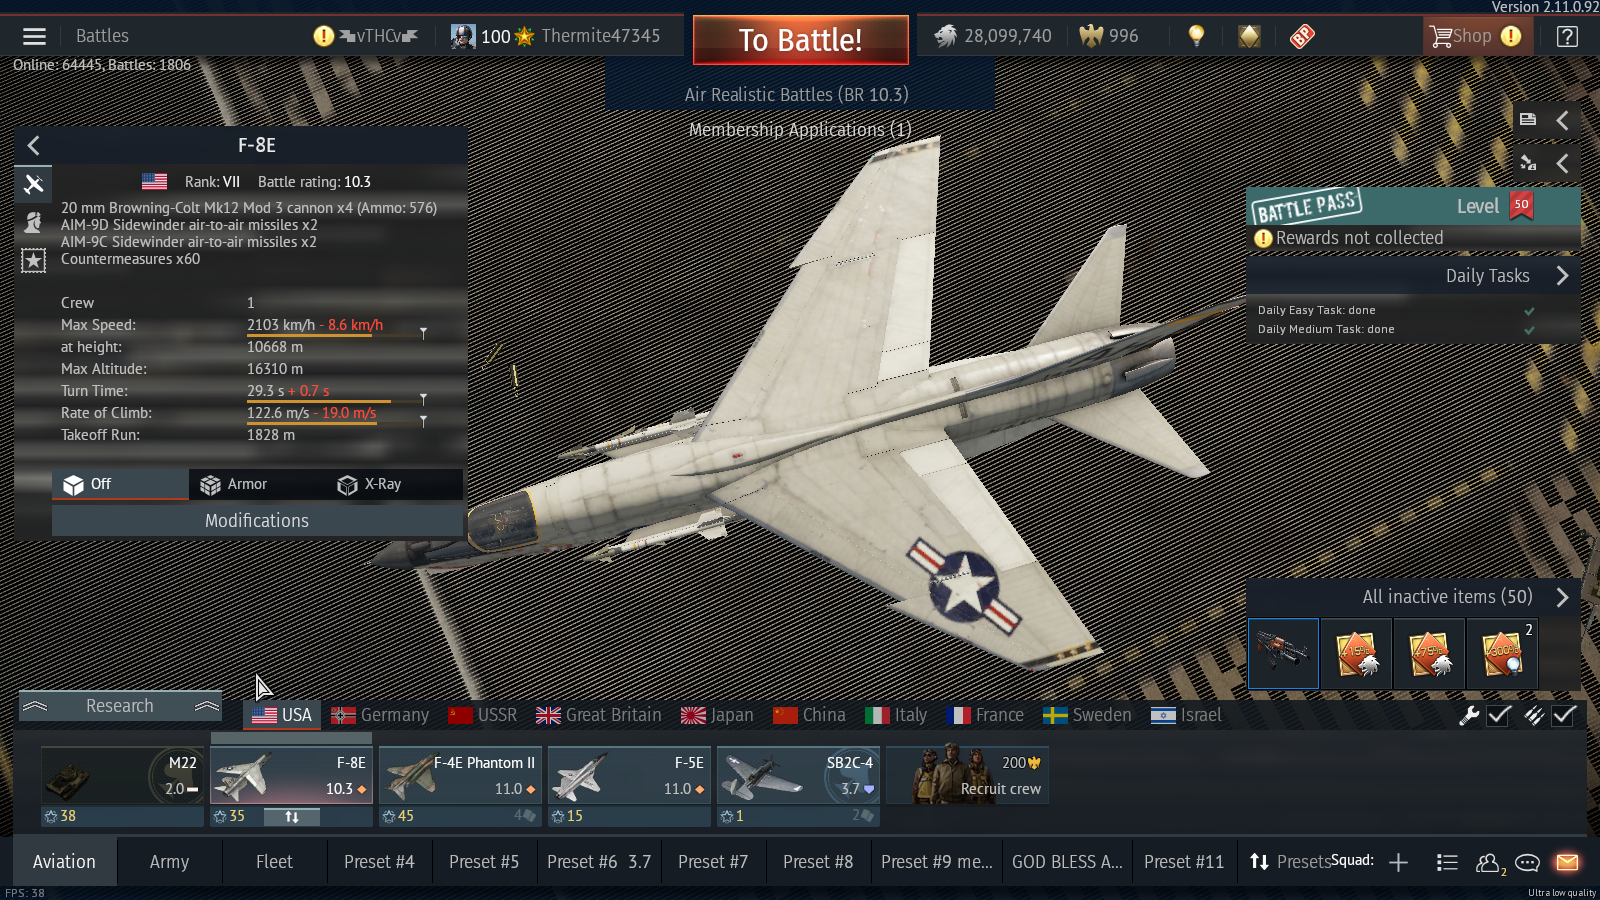 Version 2.11.0.92
Battles
vTHCv
100
Thermite47345
To Battle!
28,099,740
996
BP
Shop
Online: 64445, Battles: 1806
Air Realistic Battles (BR 10.3)
Membership Applications (1)
F-8E
Rank: VII
Battle rating: 10.3
20 mm Browning-Colt Mk12 Mod 3 cannon x4 (Ammo: 576)
AIM-9D Sidewinder air-to-air missiles x2
AIM-9C Sidewinder air-to-air missiles x2
Countermeasures x60
Crew 1
Max Speed: 2103 km/h - 8.6 km/h
at height: 10668 m
Max Altitude: 16310 m
Turn Time: 29.3 s + 0.7 s
Rate of Climb: 122.6 m/s - 19.0 m/s
Takeoff Run: 1828 m
Off
Armor
X-Ray
Modifications
BATTLE PASS
Level 50
Rewards not collected
Daily Tasks
Daily Easy Task: done
Daily Medium Task: done
All inactive items (50)
+15%
+75%
+300%
2
Research
USA
Germany
USSR
Great Britain
Japan
China
Italy
France
Sweden
Israel
M22
2.0
38
F-8E
10.3
35
F-4E Phantom II
11.0
45
4
F-5E
11.0
15
SB2C-4
3.7
1
2
200
Recruit crew
Aviation
Army
Fleet
Preset #4
Preset #5
Preset #6 3.7
Preset #7
Preset #8
Preset #9 me...
GOD BLESS A...
Preset #11
Presets
Squad:
2
FPS: 38
Ultra low quality